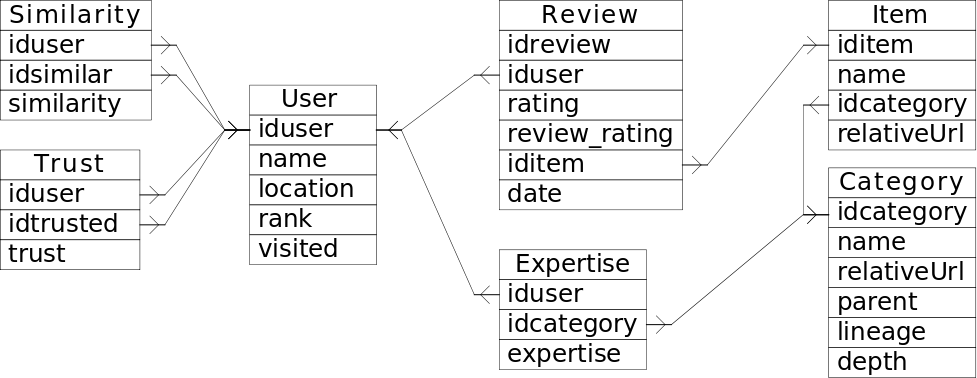 Similarity
iduser
idsimilar
similarity
Trust
iduser
idtrusted
trust
User
iduser
name
location
rank
visited
Review
idreview
iduser
rating
review_rating
iditem
date
Expertise
iduser
idcategory
expertise
Item
iditem
name
idcategory
relativeUrl
Category
idcategory
name
relativeUrl
parent
lineage
depth